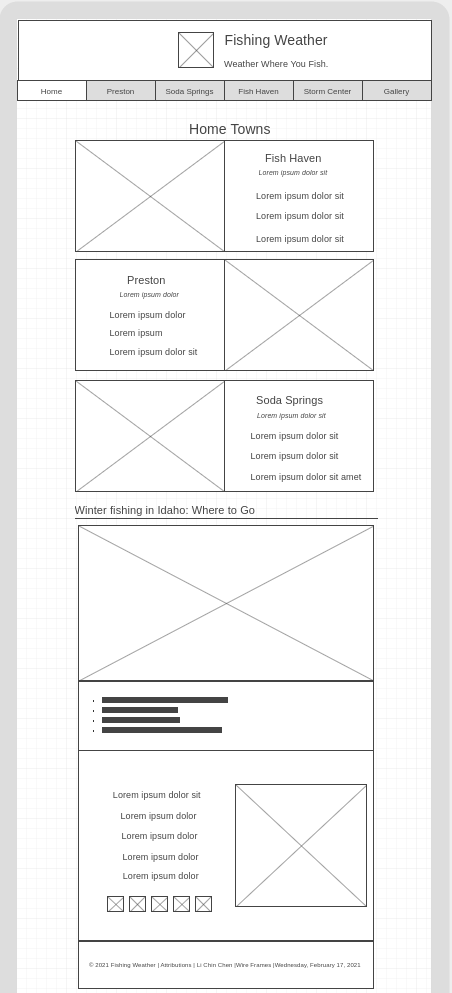 Fishing Weather
Weather Where You Fish.
Home Preston Soda Springs Fish Haven Storm Center Gallery
Home Towns
Fish Haven
Lorem ipsum dolor sit
Lorem ipsum dolor sit
Lorem ipsum dolor sit
Lorem ipsum dolor sit
Preston
Lorem ipsum dolor
Lorem ipsum dolor
Lorem ipsum
Lorem ipsum dolor sit
Soda Springs
Lorem ipsum dolor sit
Lorem ipsum dolor sit
Lorem ipsum dolor sit
Lorem ipsum dolor sit amet
Winter fishing in Idaho: Where to Go
Lorem ipsum dolor sit
Lorem ipsum dolor
Lorem ipsum dolor
Lorem ipsum dolor
Lorem ipsum dolor
© 2021 Fishing Weather | Attributions | Li Chin Chen |Wire Frames |Wednesday, February 17, 2021